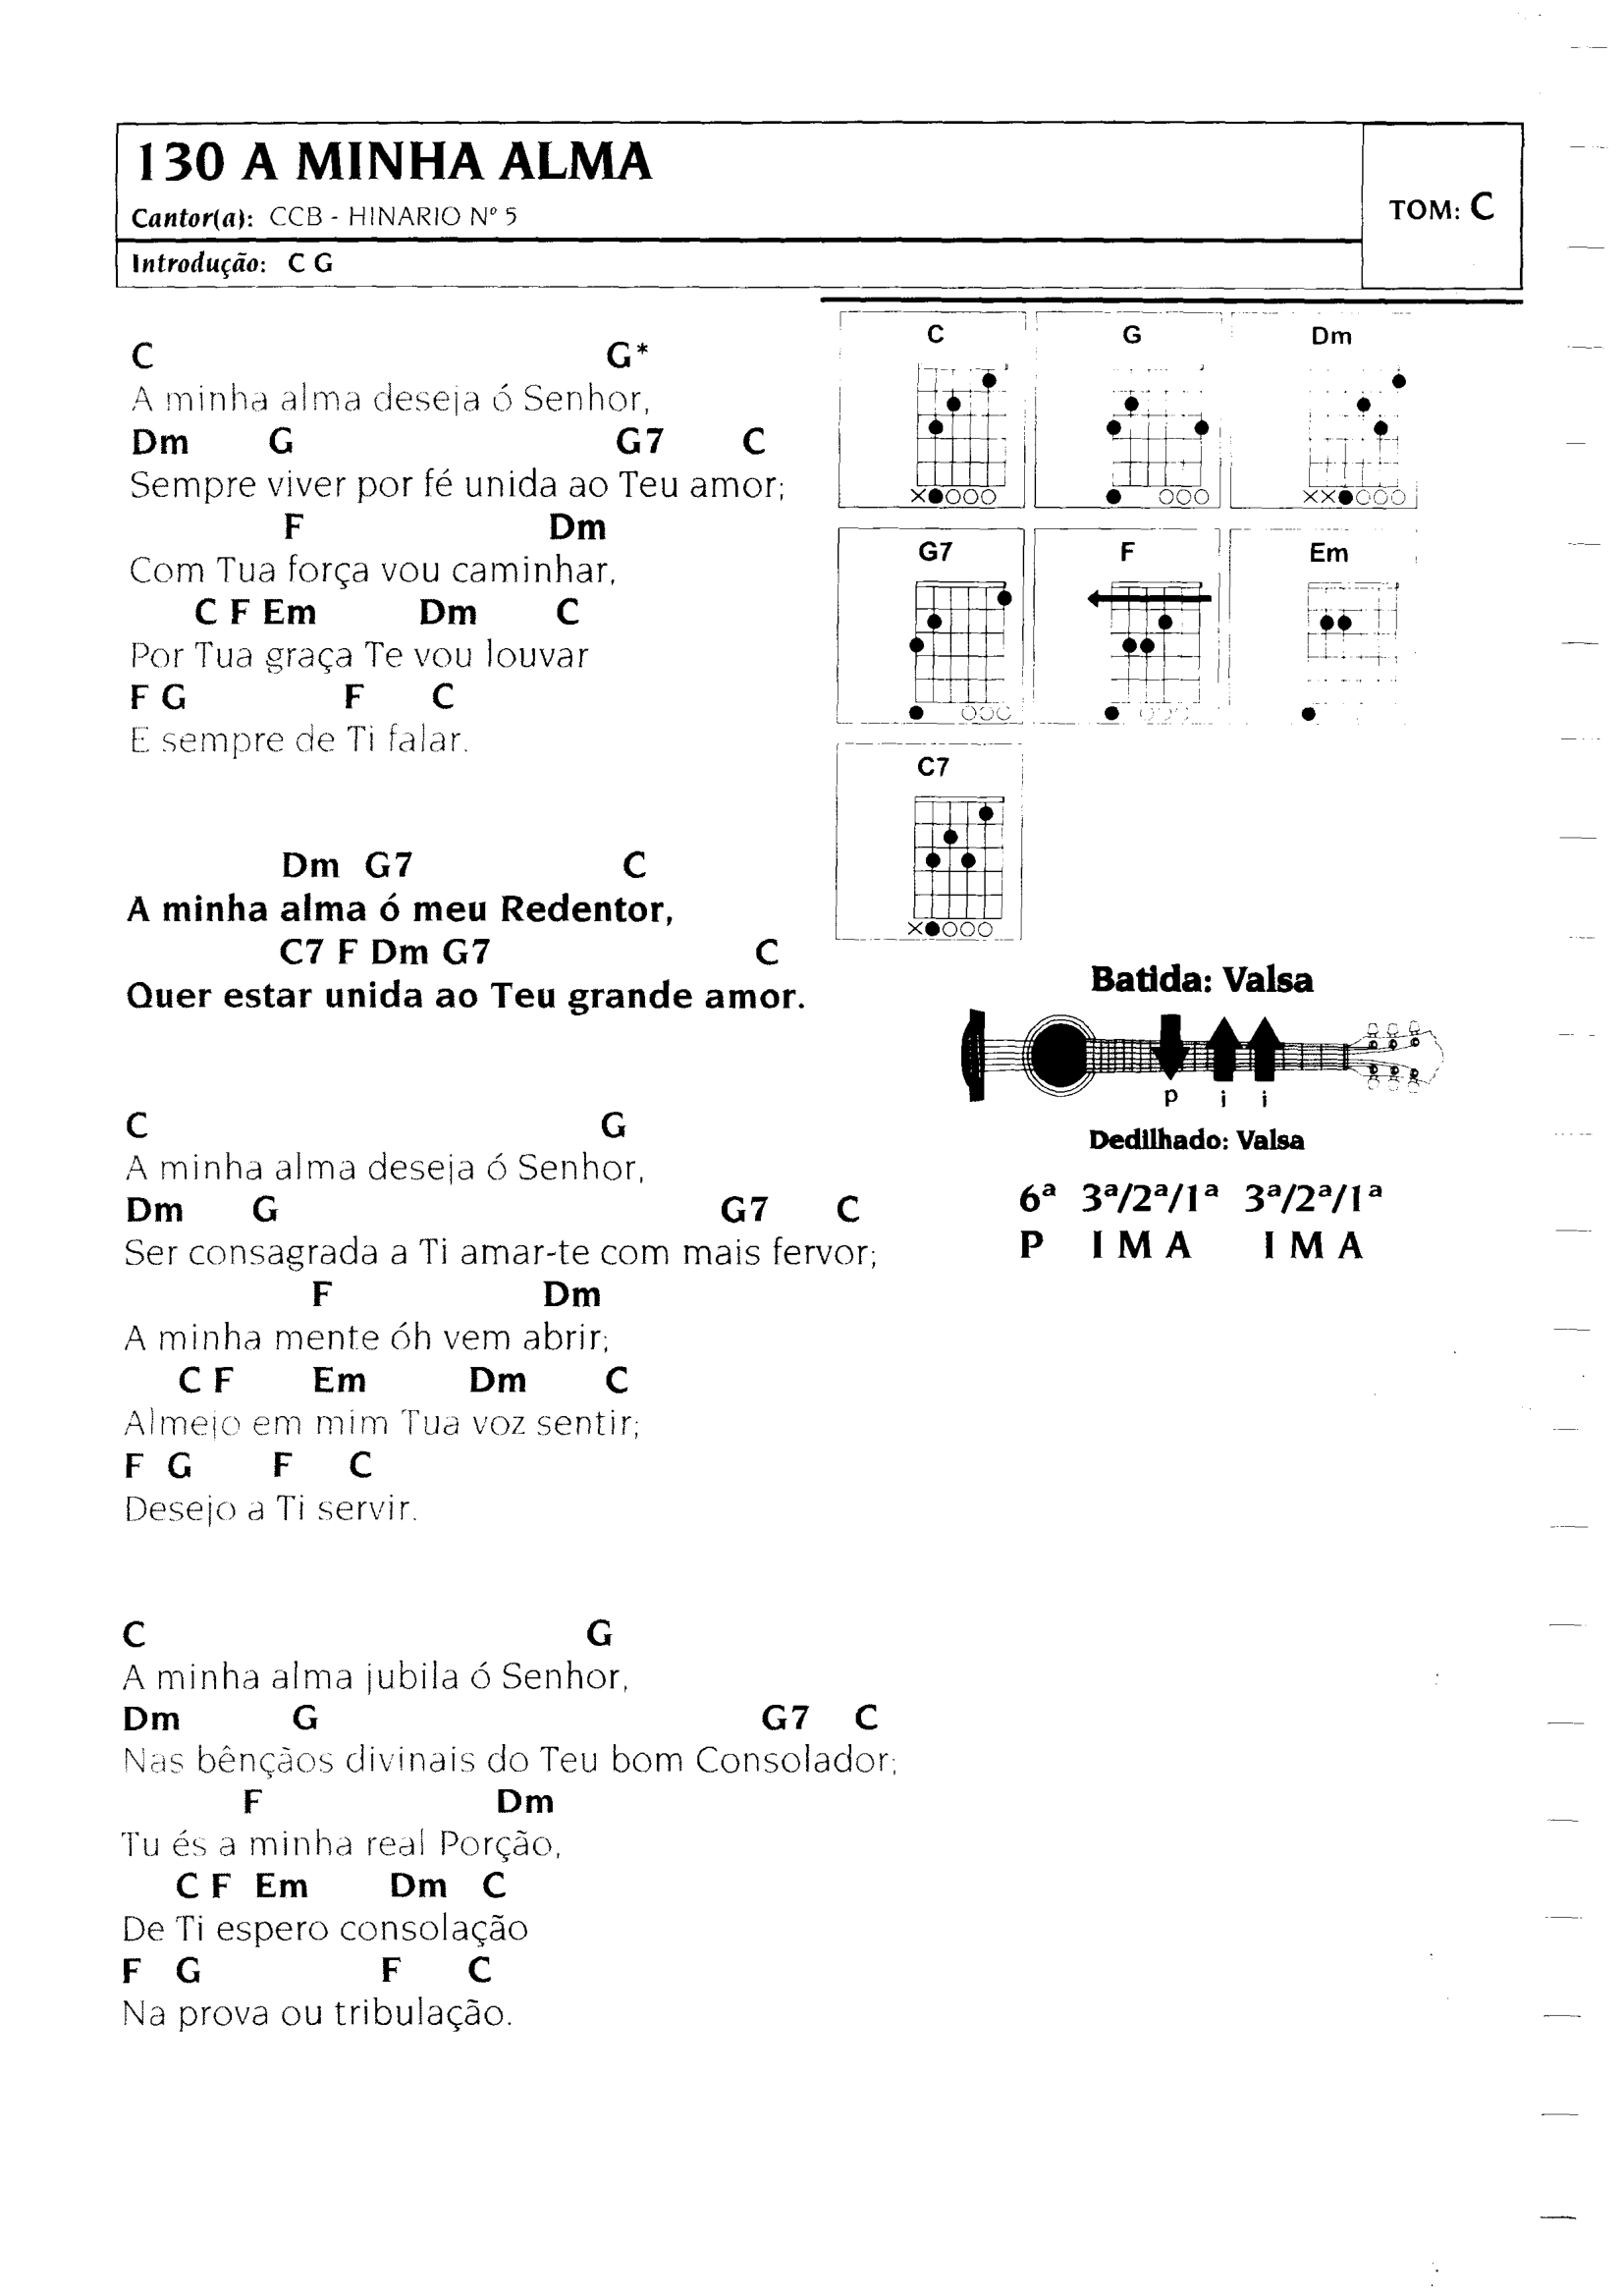 130 A MINHA ALMA
Cantor(a): CCB - HINARIO Nº 5
TOM: C
Introdução: C G
C G*
A minha alma deseja ó Senhor,
Dm G G7 C
Sempre viver por fé unida ao Teu amor;
F Dm
Com Tua força vou caminhar,
C F Em Dm C
Por Tua graça Te vou louvar
F G F C
E sempre de Ti falar.
Dm G7 C
A minha alma ó meu Redentor,
C7 F Dm G7 C
Quer estar unida ao Teu grande amor.
C G
A minha alma deseja ó Senhor,
Dm G G7 C
Ser consagrada a Ti amar-te com mais fervor;
F Dm
A minha mente óh vem abrir;
C F Em Dm C
Almejo em mim Tua voz sentir;
F G F C
Desejo a Ti servir.
C G
A minha alma jubila ó Senhor,
Dm G G7 C
Nas bênçãos divinais do Teu bom Consolador;
F Dm
Tu és a minha real Porção,
C F Em Dm C
De Ti espero consolação
F G F C
Na prova ou tribulação.
C G Dm
G7 F Em
C7
Batida: Valsa
p i i
Dedilhado: Valsa
6ª 3ª/2ª/1ª 3ª/2ª/1ª
P I M A I M A